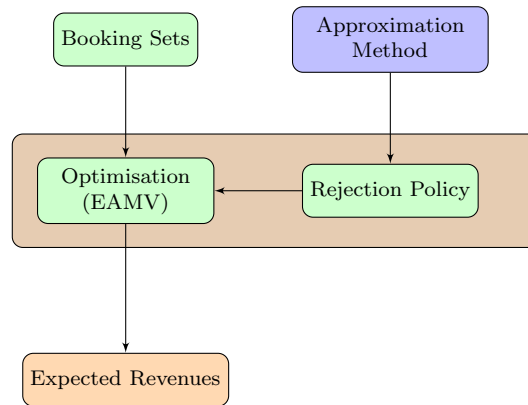 Booking Sets
Approximation
Method
Optimisation
(EAMV)
Rejection Policy
Expected Revenues